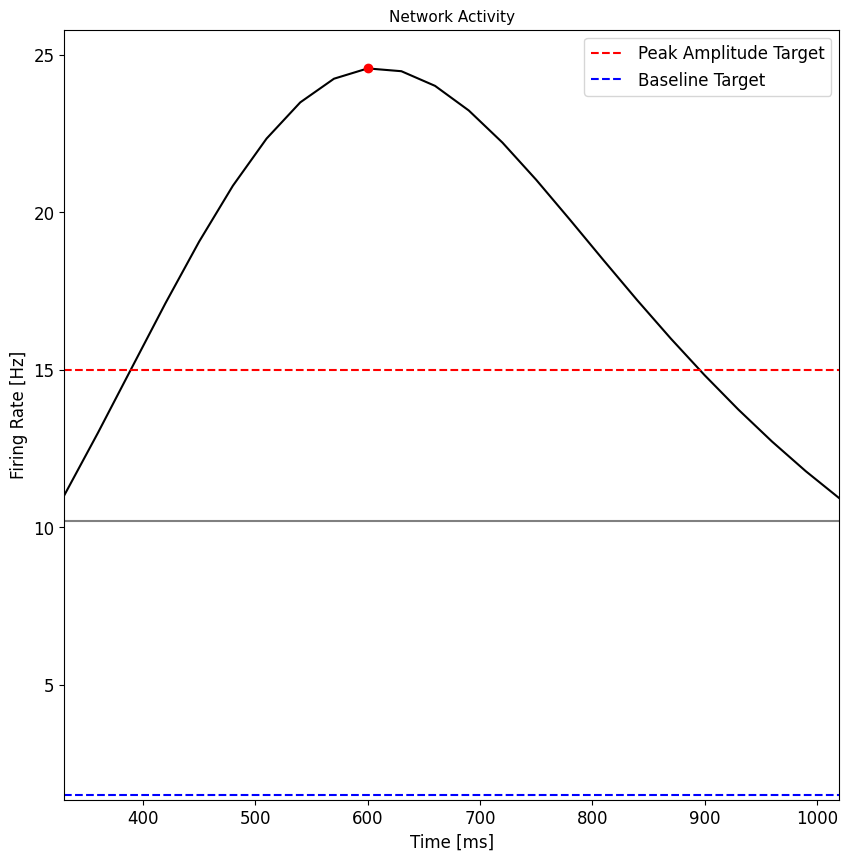 Network Activity
Peak Amplitude Target
Baseline Target
25
20
15
10
5
Firing Rate [Hz]
400
500
600
700
800
900
1000
Time [ms]